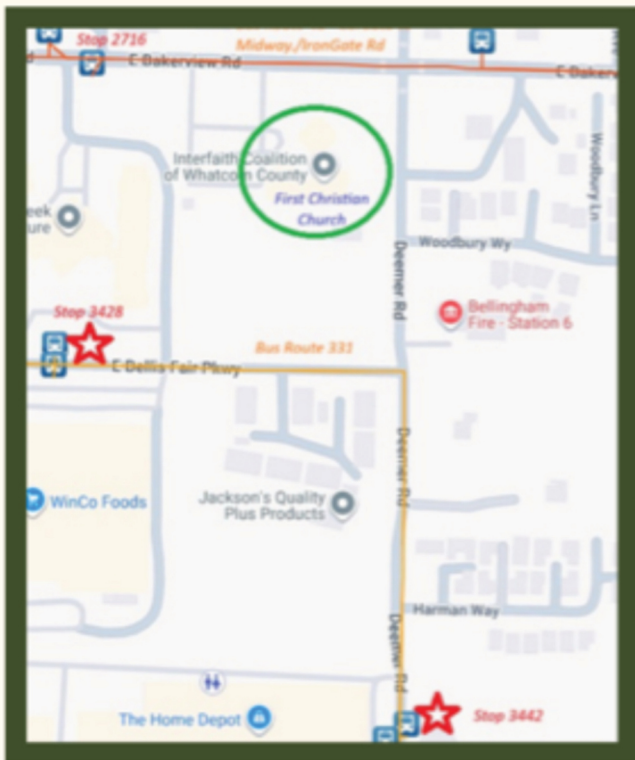 Stop 2716
Midway./IronGate Rd
E Bakerview Rd
E Bakerv
Interfaith Coalition
of Whatcom County
First Christian
Church
Woodbury Ln
eek
ure
Woodbury Wy
Deemer Rd
Stop 3428
Bellingham
Fire - Station 6
Bus Route 331
E Bellis Fair Pkwy
Deemer Rd
WinCo Foods
Jackson's Quality
Plus Products
Harman Way
Deemer Rd
The Home Depot
Stop 3442